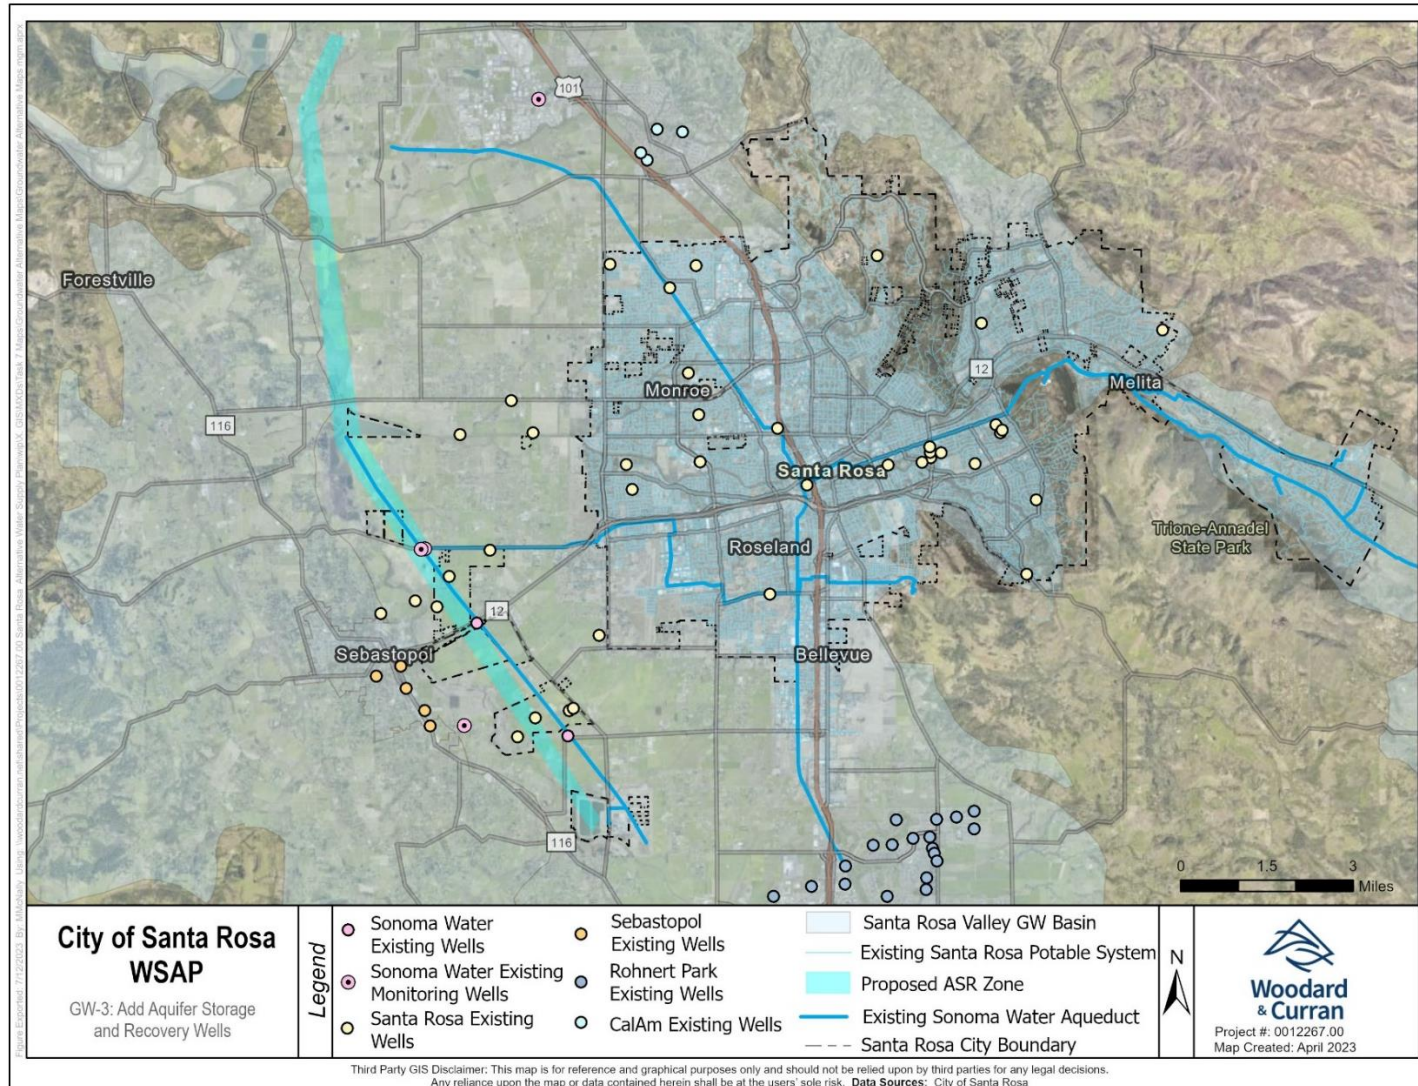 101
Forestville
12
Monroe
Melita
116
Santa Rosa
Trione-Annadel
State Park
Roseland
12
Sebastopol
Bellevue
116
0 1.5 3
Miles
City of Santa Rosa
WSAP
GW-3: Add Aquifer Storage
and Recovery Wells
Legend
Sonoma Water
Existing Wells
Sonoma Water Existing
Monitoring Wells
Santa Rosa Existing
Wells
Sebastopol
Existing Wells
Rohnert Park
Existing Wells
CalAm Existing Wells
Santa Rosa Valley GW Basin
Existing Santa Rosa Potable System
Proposed ASR Zone
Existing Sonoma Water Aqueduct
Santa Rosa City Boundary
N
Woodard
& Curran
Project #: 0012267.00
Map Created: April 2023
Third Party GIS Disclaimer: This map is for reference and graphical purposes only and should not be relied upon by third parties for any legal decisions.
Any reliance upon the map or data contained herein shall be at the users' sole risk. Data Sources: City of Santa Rosa